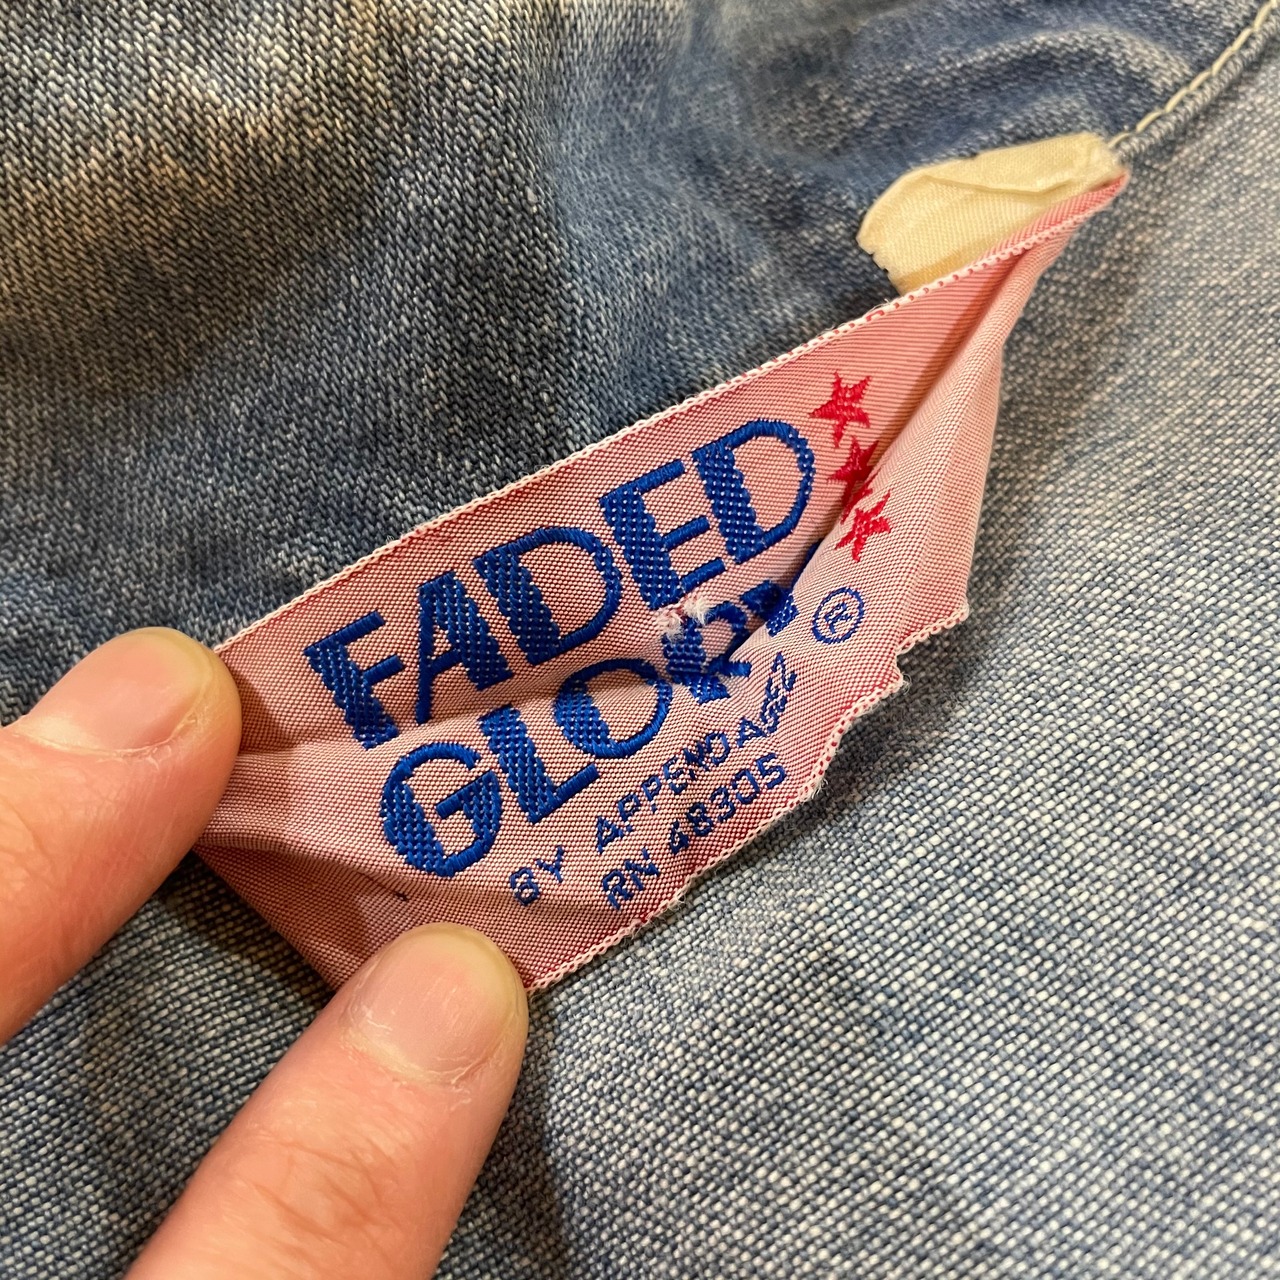 FADED
GLORY ®
BY APPENDAGEZ
RN 48305